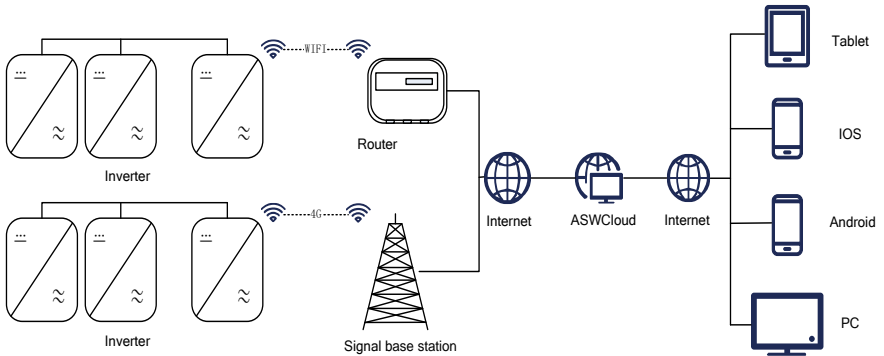 WIFI
Router
Inverter
4G
Signal base station
Inverter
Internet
ASWCloud
Internet
Tablet
IOS
Android
PC